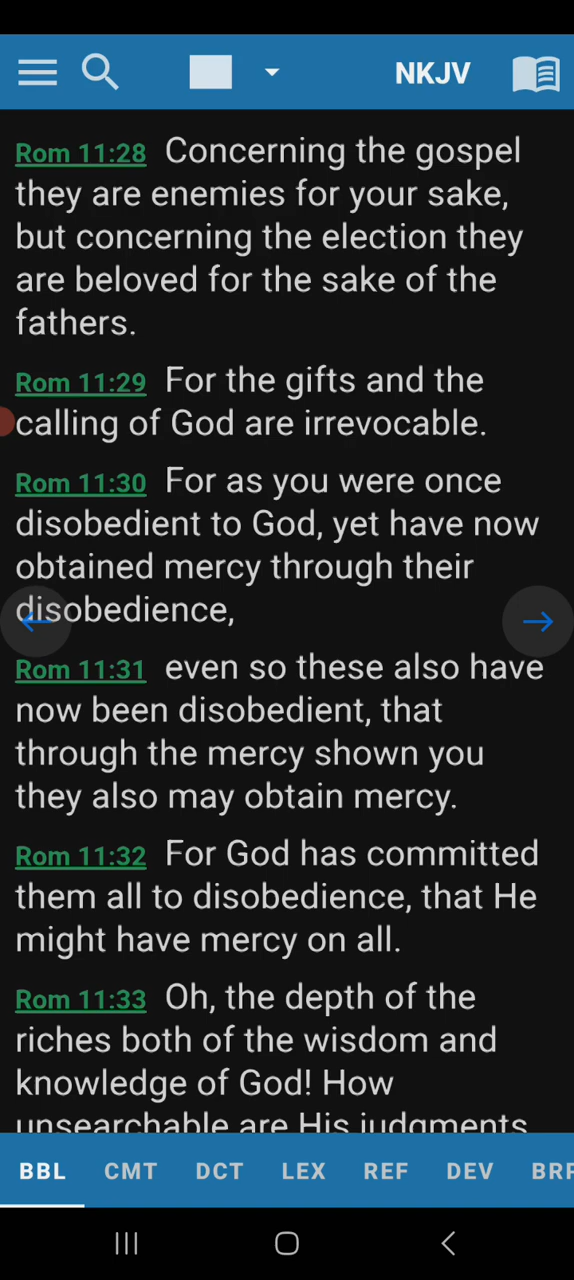 NKJV
Rom 11:28 Concerning the gospel
they are enemies for your sake,
but concerning the election they
are beloved for the sake of the
fathers.
Rom 11:29 For the gifts and the
calling of God are irrevocable.
Rom 11:30 For as you were once
disobedient to God, yet have now
obtained mercy through their
disobedience,
Rom 11:31 even so these also have
now been disobedient, that
through the mercy shown you
they also may obtain mercy.
Rom 11:32 For God has committed
them all to disobedience, that He
might have mercy on all.
Rom 11:33 Oh, the depth of the
riches both of the wisdom and
knowledge of God! How
unsearchable are His judgments
BBL CMT DCT LEX REF DEV BRP